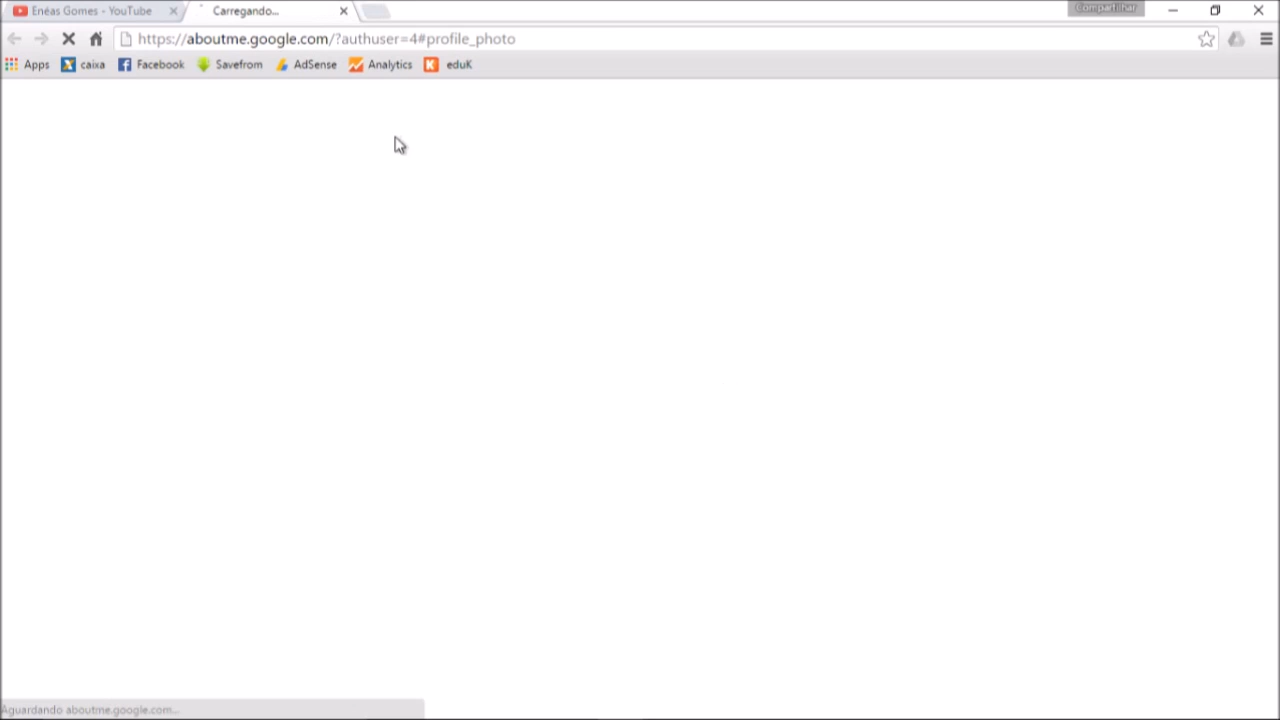 Enéas Gomes - YouTube
Carregando...
Compartilhar
https://aboutme.google.com/?authuser=4#profile_photo
Apps
caixa
Facebook
Savefrom
AdSense
Analytics
eduK
Aguardando aboutme.google.com...